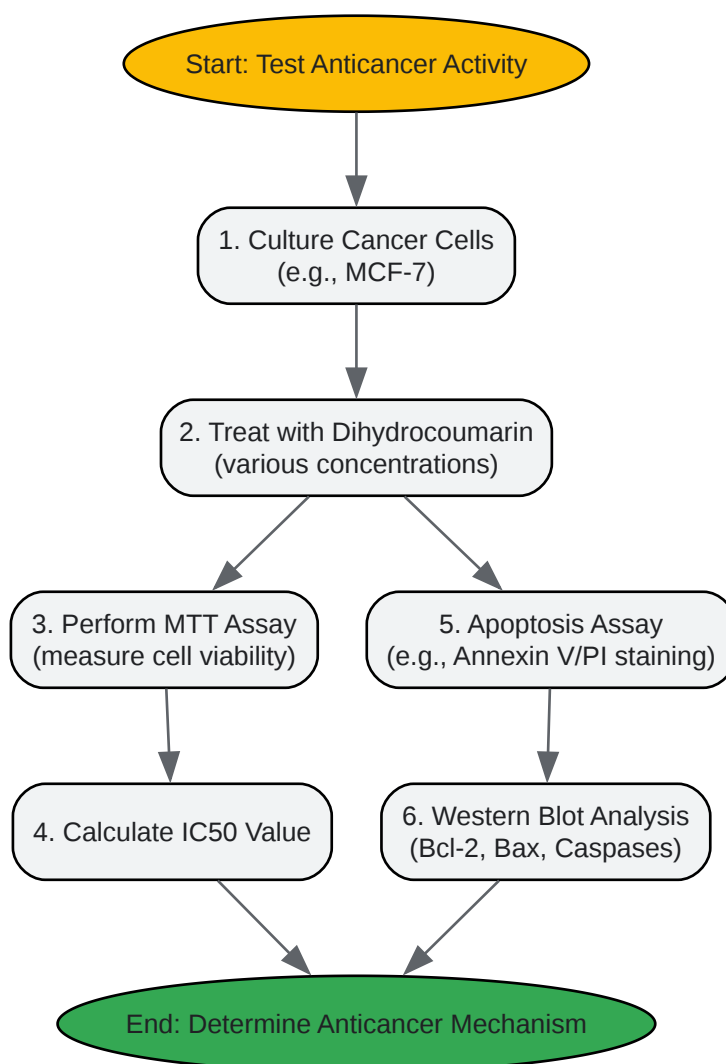 Start: Test Anticancer Activity
1. Culture Cancer Cells
(e.g., MCF-7)
2. Treat with Dihydrocoumarin
(various concentrations)
3. Perform MTT Assay
(measure cell viability)
5. Apoptosis Assay
(e.g., Annexin V/PI staining)
4. Calculate IC50 Value
6. Western Blot Analysis
(Bcl-2, Bax, Caspases)
End: Determine Anticancer Mechanism